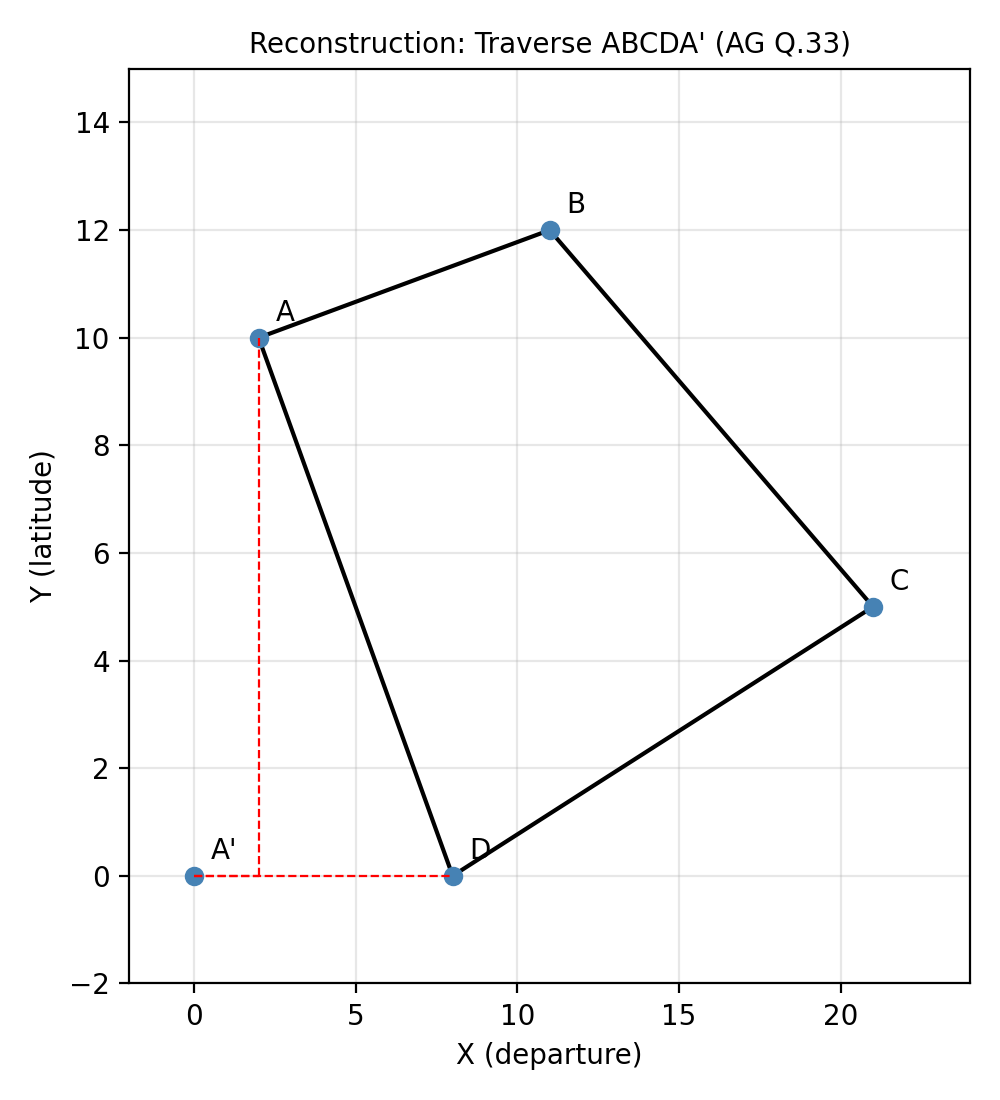 Reconstruction: Traverse ABCDA' (AG Q.33)
14
12
10
8
6
4
2
0
−2
Y (latitude)
B
A
C
A'
D
0
5
10
15
20
X (departure)